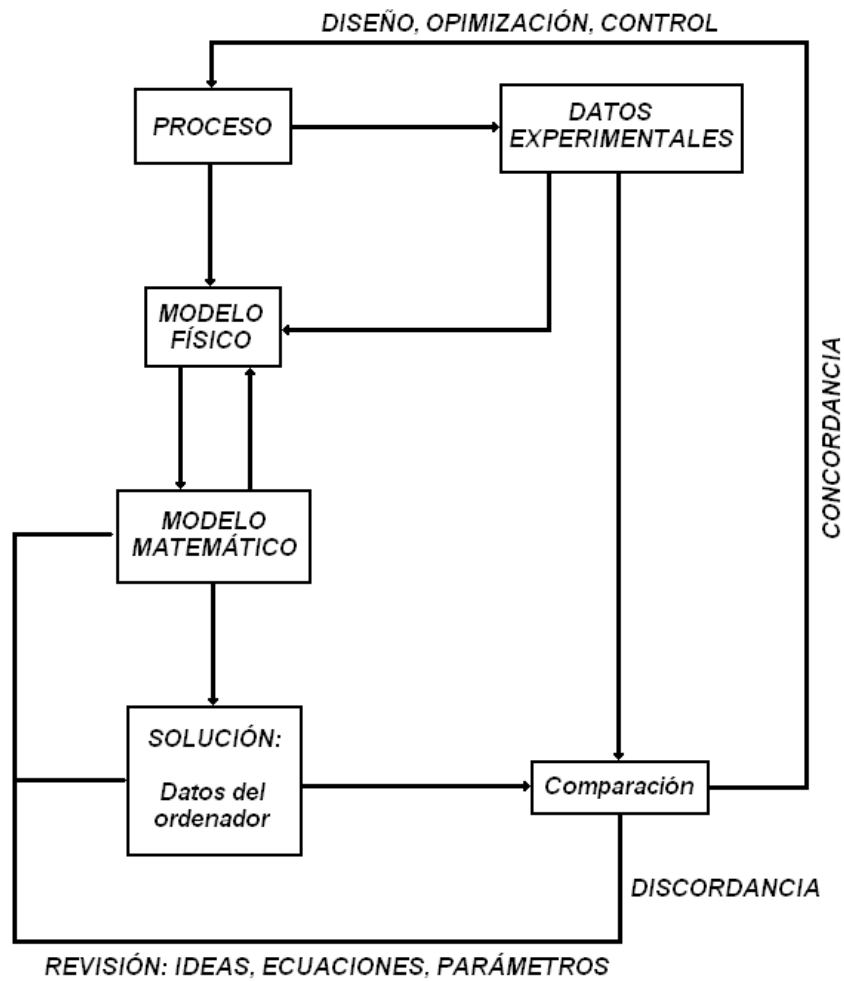 DISEÑO, OPIMIZACIÓN, CONTROL
PROCESO
DATOS
EXPERIMENTALES
MODELO
FÍSICO
CONCORDANCIA
MODELO
MATEMÁTICO
SOLUCIÓN:
Datos del
ordenador
Comparación
DISCORDANCIA
REVISIÓN: IDEAS, ECUACIONES, PARÁMETROS